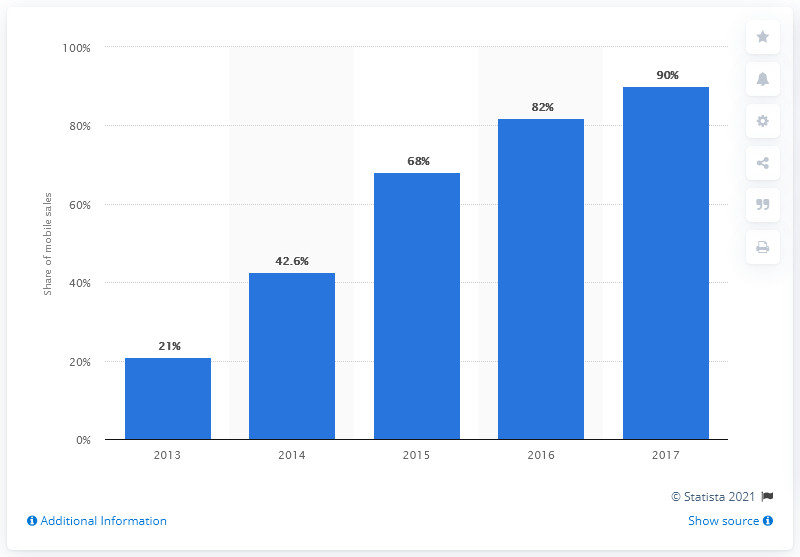 100%
80%
60%
40%
20%
0%
Share of mobile sales
21%
42.6%
68%
82%
90%
2013 2014 2015 2016 2017
© Statista 2021
Additional Information
Show source